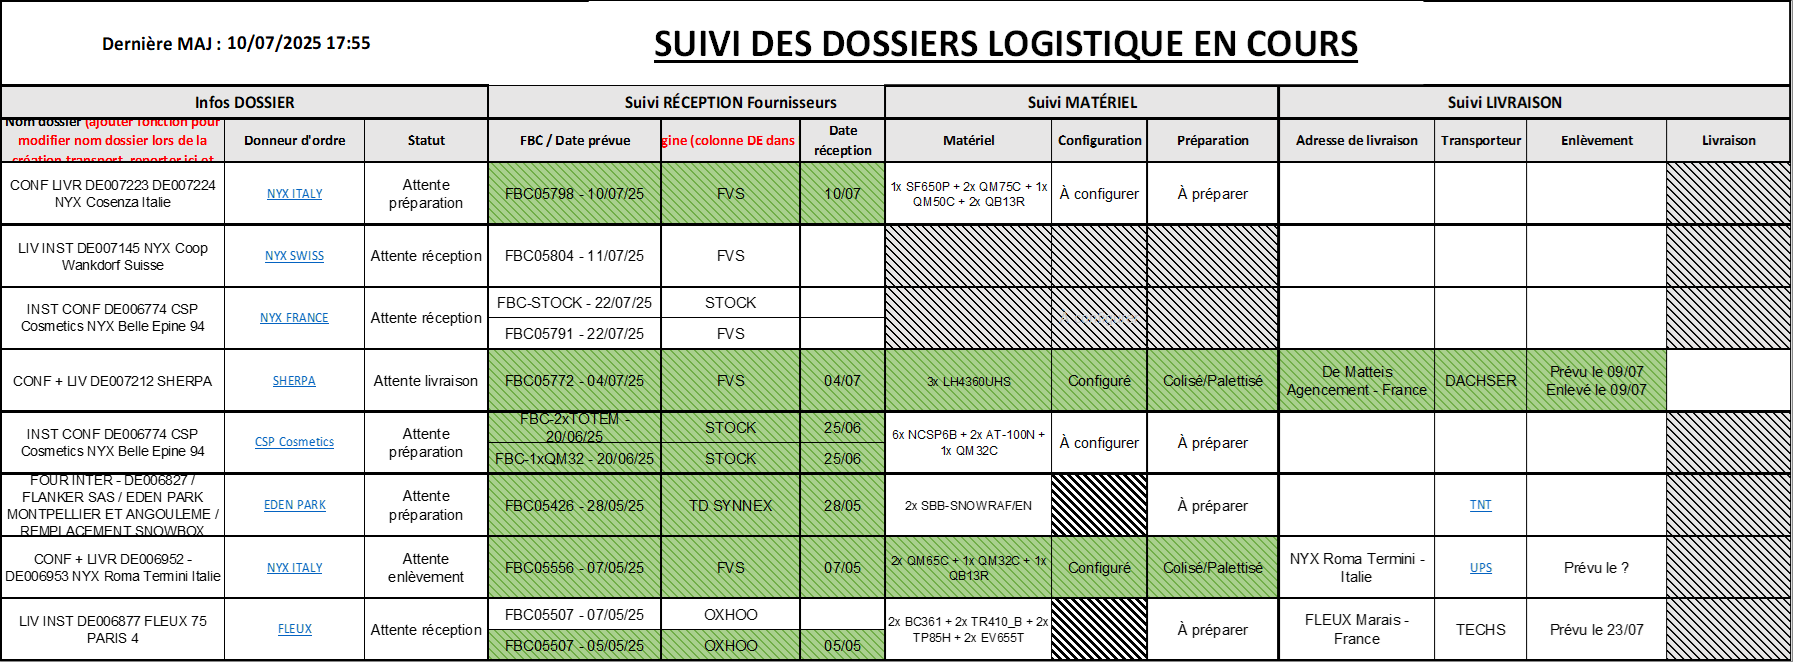 Dernière MAJ : 10/07/2025 17:55
SUIVI DES DOSSIERS LOGISTIQUE EN COURS
Infos DOSSIER
Suivi RÉCEPTION Fournisseurs
Suivi MATÉRIEL
Suivi LIVRAISON
Nom dossier (ajouter fonction pour
modifier nom dossier lors de la
création transport, reporter ici et
Donneur d'ordre
Statut
FBC / Date prévue
gine (colonne DE dans
Date
réception
Matériel
Configuration
Préparation
Adresse de livraison
Transporteur
Enlèvement
Livraison
CONF LIVR DE007223 DE007224
NYX Cosenza Italie
NYX ITALY
Attente
préparation
FBC05798 - 10/07/25
FVS
10/07
1x SF650P + 2x QM75C + 1x
QM50C + 2x QB13R
À configurer
À préparer
LIV INST DE007145 NYX Coop
Wankdorf Suisse
NYX SWISS
Attente réception
FBC05804 - 11/07/25
FVS
INST CONF DE006774 CSP
Cosmetics NYX Belle Epine 94
NYX FRANCE
Attente réception
FBC-STOCK - 22/07/25
STOCK
FBC05791 - 22/07/25
FVS
CONF + LIV DE007212 SHERPA
SHERPA
Attente livraison
FBC05772 - 04/07/25
FVS
04/07
3x LH4360UHS
Configuré
Colisé/Palettisé
De Matteis
Agencement - France
DACHSER
Prévu le 09/07
Enlevé le 09/07
INST CONF DE006774 CSP
Cosmetics NYX Belle Epine 94
CSP Cosmetics
Attente
préparation
FBC-2xTOTEM -
20/06/25
STOCK
25/06
FBC-1xQM32 - 20/06/25
STOCK
25/06
6x NCSP6B + 2x AT-100N +
1x QM32C
À configurer
À préparer
FOUR INTER - DE006827 /
FLANKER SAS / EDEN PARK
MONTPELLIER ET ANGOULEME /
REMPLACEMENT SNOWBOX
EDEN PARK
Attente
préparation
FBC05426 - 28/05/25
TD SYNNEX
28/05
2x SBB-SNOWRAF/EN
À préparer
TNT
CONF + LIVR DE006952 -
DE006953 NYX Roma Termini Italie
NYX ITALY
Attente
enlèvement
FBC05556 - 07/05/25
FVS
07/05
2x QM65C + 1x QM32C + 1x
QB13R
Configuré
Colisé/Palettisé
NYX Roma Termini -
Italie
UPS
Prévu le ?
LIV INST DE006877 FLEUX 75
PARIS 4
FLEUX
Attente réception
FBC05507 - 07/05/25
OXHOO
FBC05507 - 05/05/25
OXHOO
05/05
2x BC361 + 2x TR410_B + 2x
TP85H + 2x EV655T
À préparer
FLEUX Marais -
France
TECHS
Prévu le 23/07